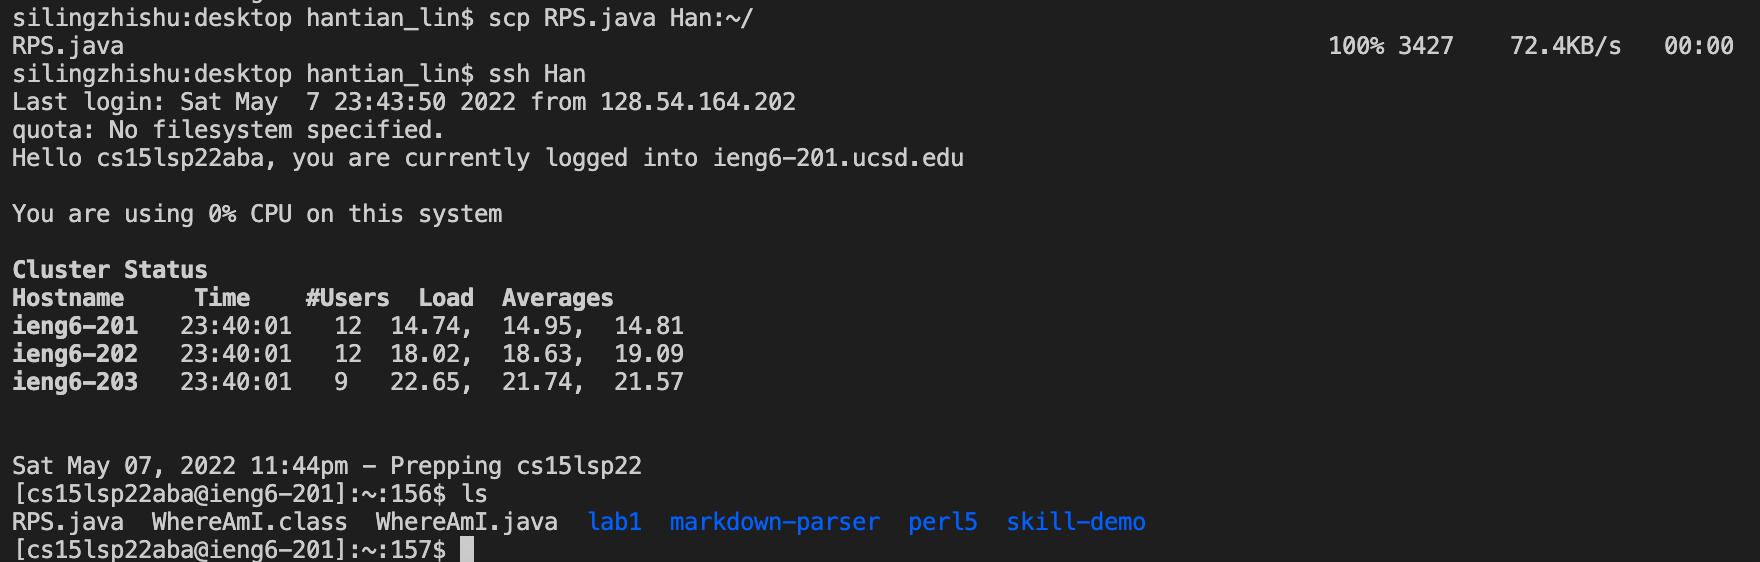 silingzhishu:desktop hantian_lin$ scp RPS.java Han:~/
RPS.java 100% 3427 72.4KB/s 00:00
silingzhishu:desktop hantian_lin$ ssh Han
Last login: Sat May  7 23:43:50 2022 from 128.54.164.202
quota: No filesystem specified.
Hello cs15lsp22aba, you are currently logged into ieng6-201.ucsd.edu
You are using 0% CPU on this system
Cluster Status
Hostname     Time    #Users  Load  Averages
ieng6-201   23:40:01   12  14.74,  14.95,  14.81
ieng6-202   23:40:01   12  18.02,  18.63,  19.09
ieng6-203   23:40:01   9   22.65,  21.74,  21.57
Sat May 07, 2022 11:44pm - Prepping cs15lsp22
[cs15lsp22aba@ieng6-201]:~:156$ ls
RPS.java  WhereAmI.class  WhereAmI.java  lab1  markdown-parser  perl5  skill-demo
[cs15lsp22aba@ieng6-201]:~:157$